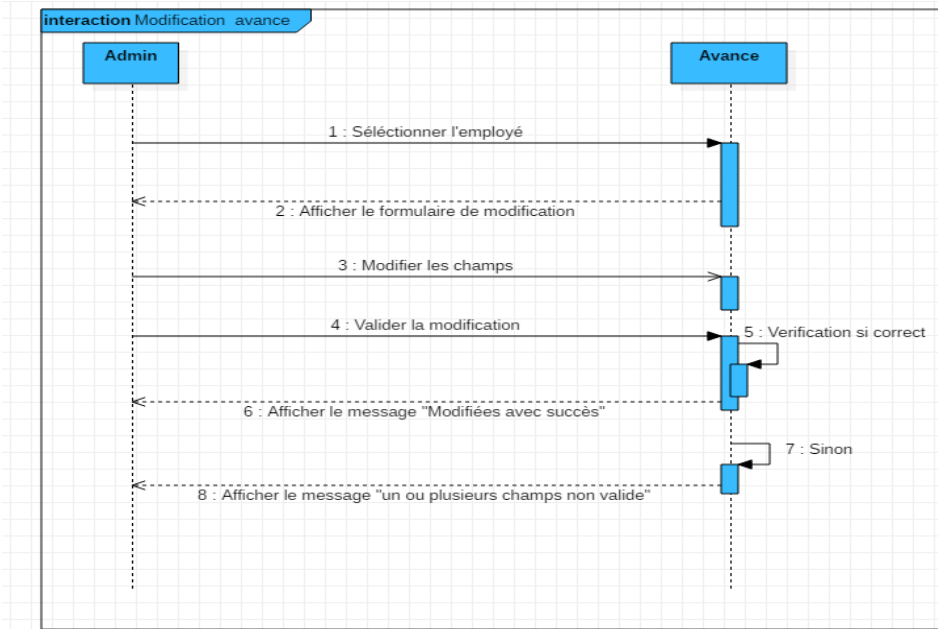 interaction Modification avance
Admin
Avance
1 : Séléctionner l'employé
2 : Afficher le formulaire de modification
3 : Modifier les champs
4 : Valider la modification
5 : Verification si correct
6 : Afficher le message "Modifiées avec succès"
7 : Sinon
8 : Afficher le message "un ou plusieurs champs non valide"